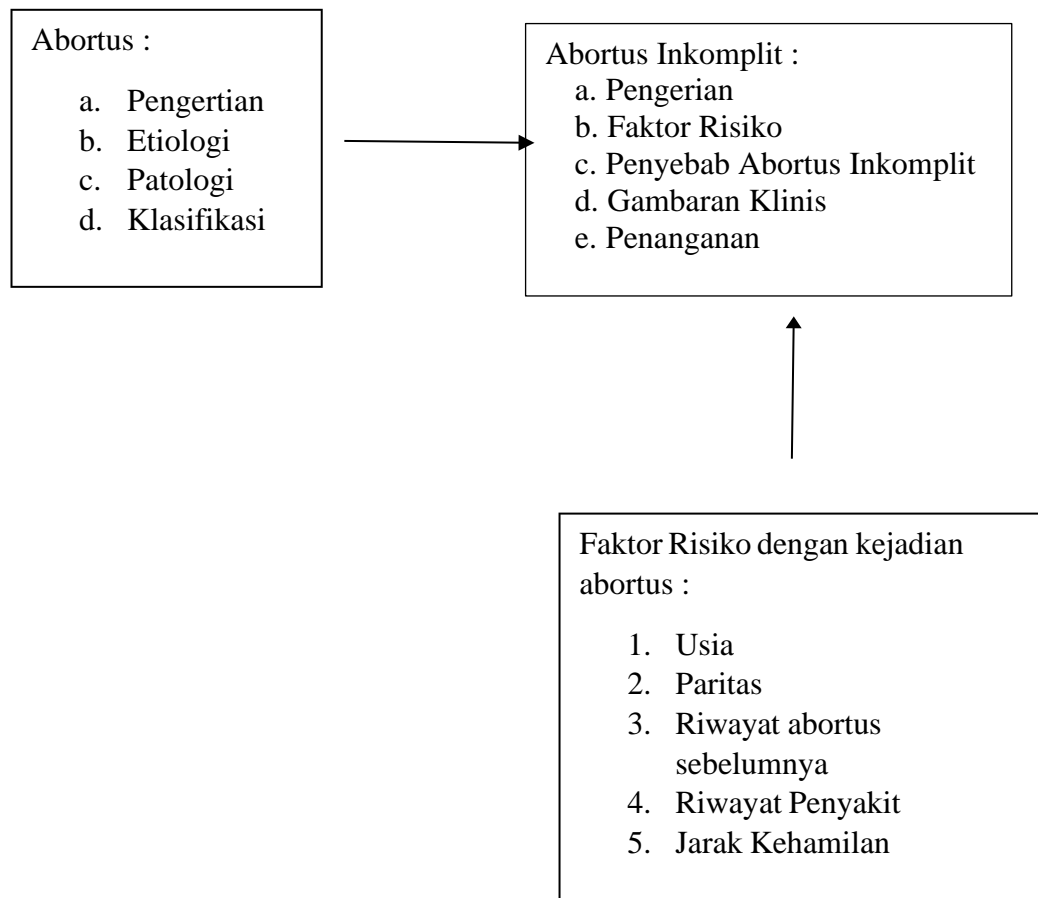 Abortus :
a. Pengertian
b. Etiologi
c. Patologi
d. Klasifikasi
Abortus Inkomplit :
a. Pengerian
b. Faktor Risiko
c. Penyebab Abortus Inkomplit
d. Gambaran Klinis
e. Penanganan
Faktor Risiko dengan kejadian
abortus :
1. Usia
2. Paritas
3. Riwayat abortus
sebelumnya
4. Riwayat Penyakit
5. Jarak Kehamilan